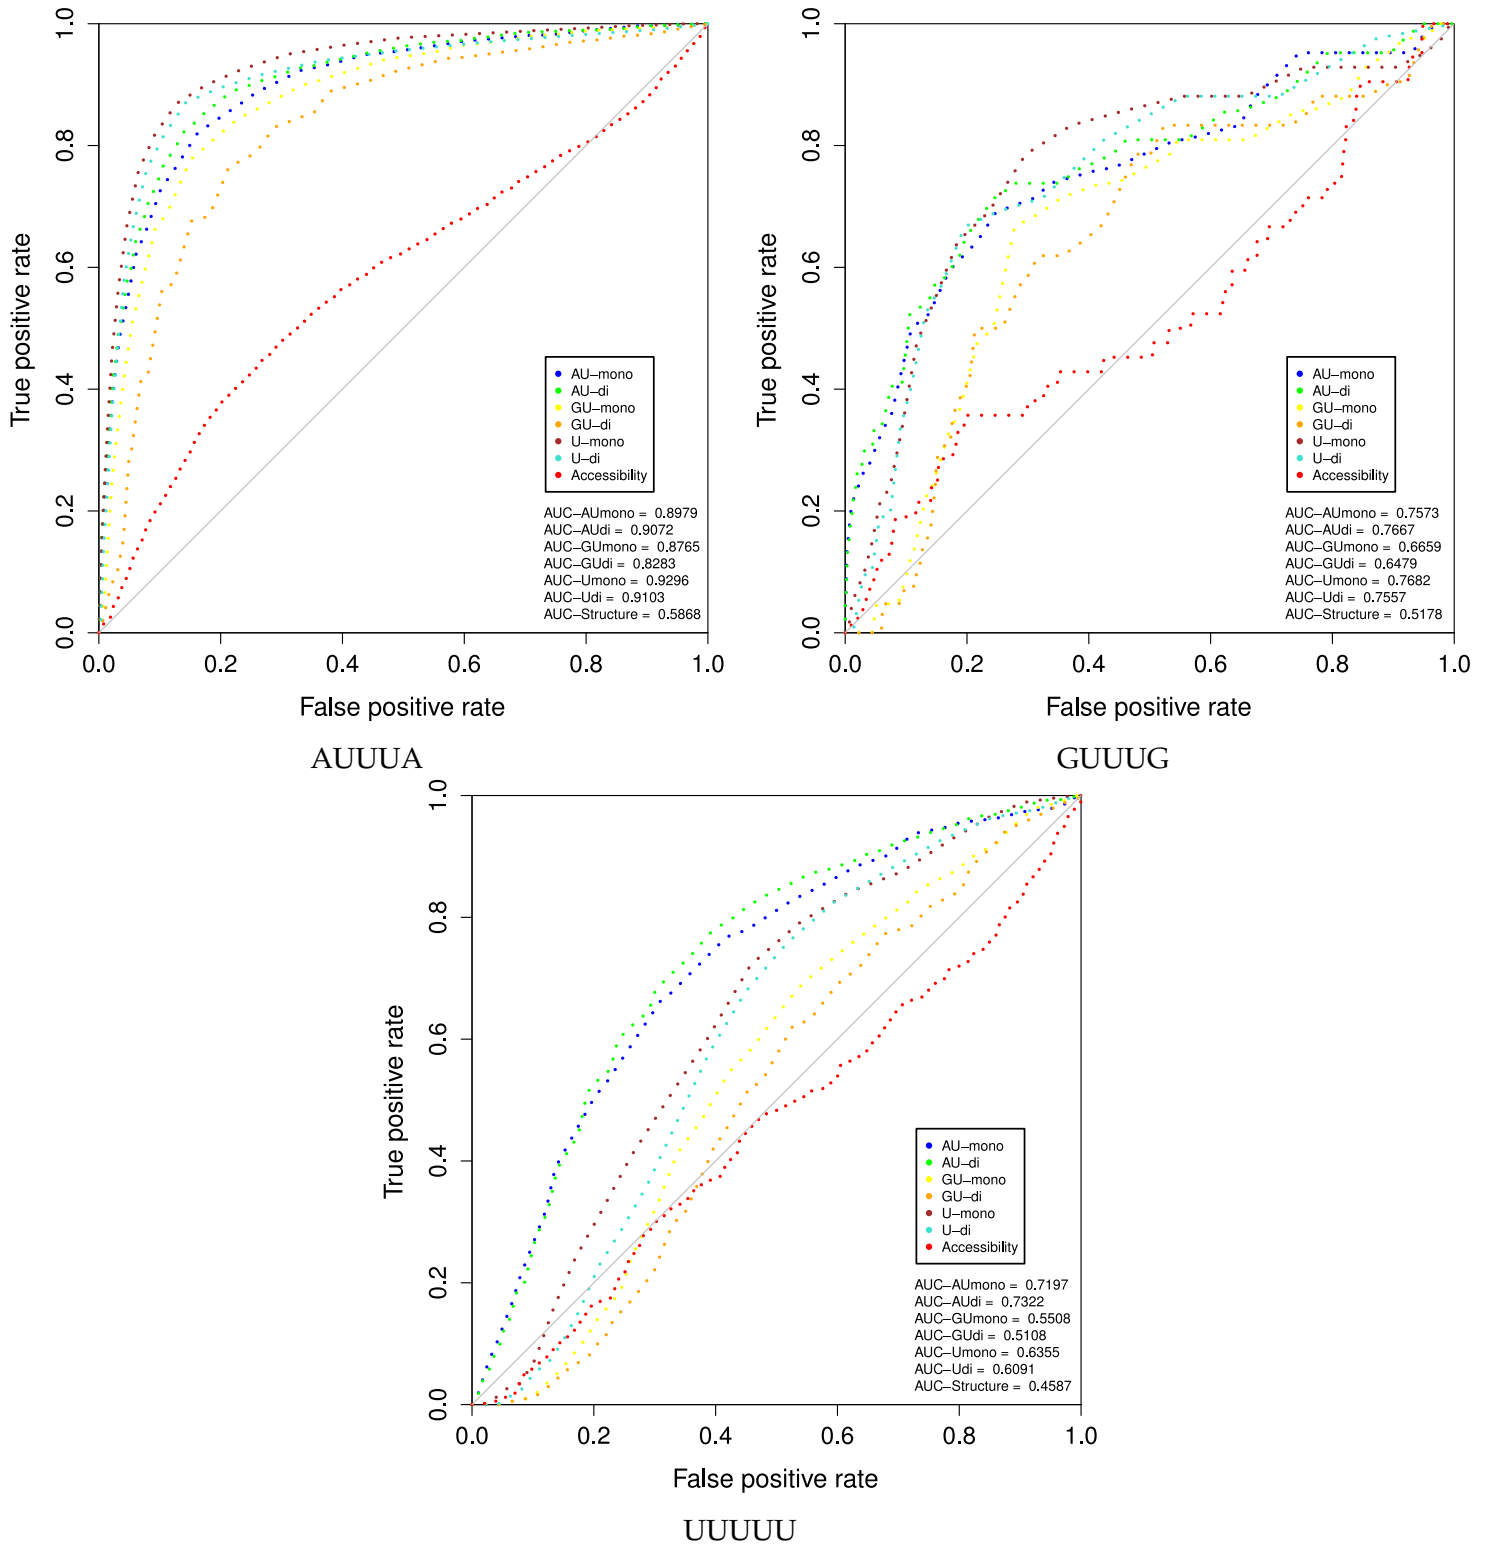 True positive rate
0.0 0.2 0.4 0.6 0.8 1.0
AU−mono
AU−di
GU−mono
GU−di
U−mono
U−di
Accessibility
AUC−AUmono = 0.8979
AUC−AUdi = 0.9072
AUC−GUmono = 0.8765
AUC−GUdi = 0.8283
AUC−Umono = 0.9296
AUC−Udi = 0.9103
AUC−Structure = 0.5868
0.0 0.2 0.4 0.6 0.8 1.0
False positive rate
AUUUA
True positive rate
0.0 0.2 0.4 0.6 0.8 1.0
AU−mono
AU−di
GU−mono
GU−di
U−mono
U−di
Accessibility
AUC−AUmono = 0.7573
AUC−AUdi = 0.7667
AUC−GUmono = 0.6659
AUC−GUdi = 0.6479
AUC−Umono = 0.7682
AUC−Udi = 0.7557
AUC−Structure = 0.5178
0.0 0.2 0.4 0.6 0.8 1.0
False positive rate
GUUUG
True positive rate
0.0 0.2 0.4 0.6 0.8 1.0
AU−mono
AU−di
GU−mono
GU−di
U−mono
U−di
Accessibility
AUC−AUmono = 0.7197
AUC−AUdi = 0.7322
AUC−GUmono = 0.5508
AUC−GUdi = 0.5108
AUC−Umono = 0.6355
AUC−Udi = 0.6091
AUC−Structure = 0.4587
0.0 0.2 0.4 0.6 0.8 1.0
False positive rate
UUUUU